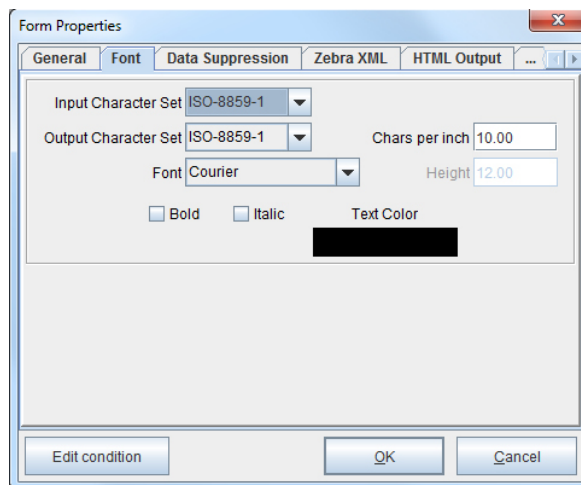 Form Properties
General Font Data Suppression Zebra XML HTML Output ...
Input Character Set ISO-8859-1
Output Character Set ISO-8859-1 Chars per inch 10.00
Font Courier Height 12.00
Bold Italic Text Color
Edit condition OK Cancel